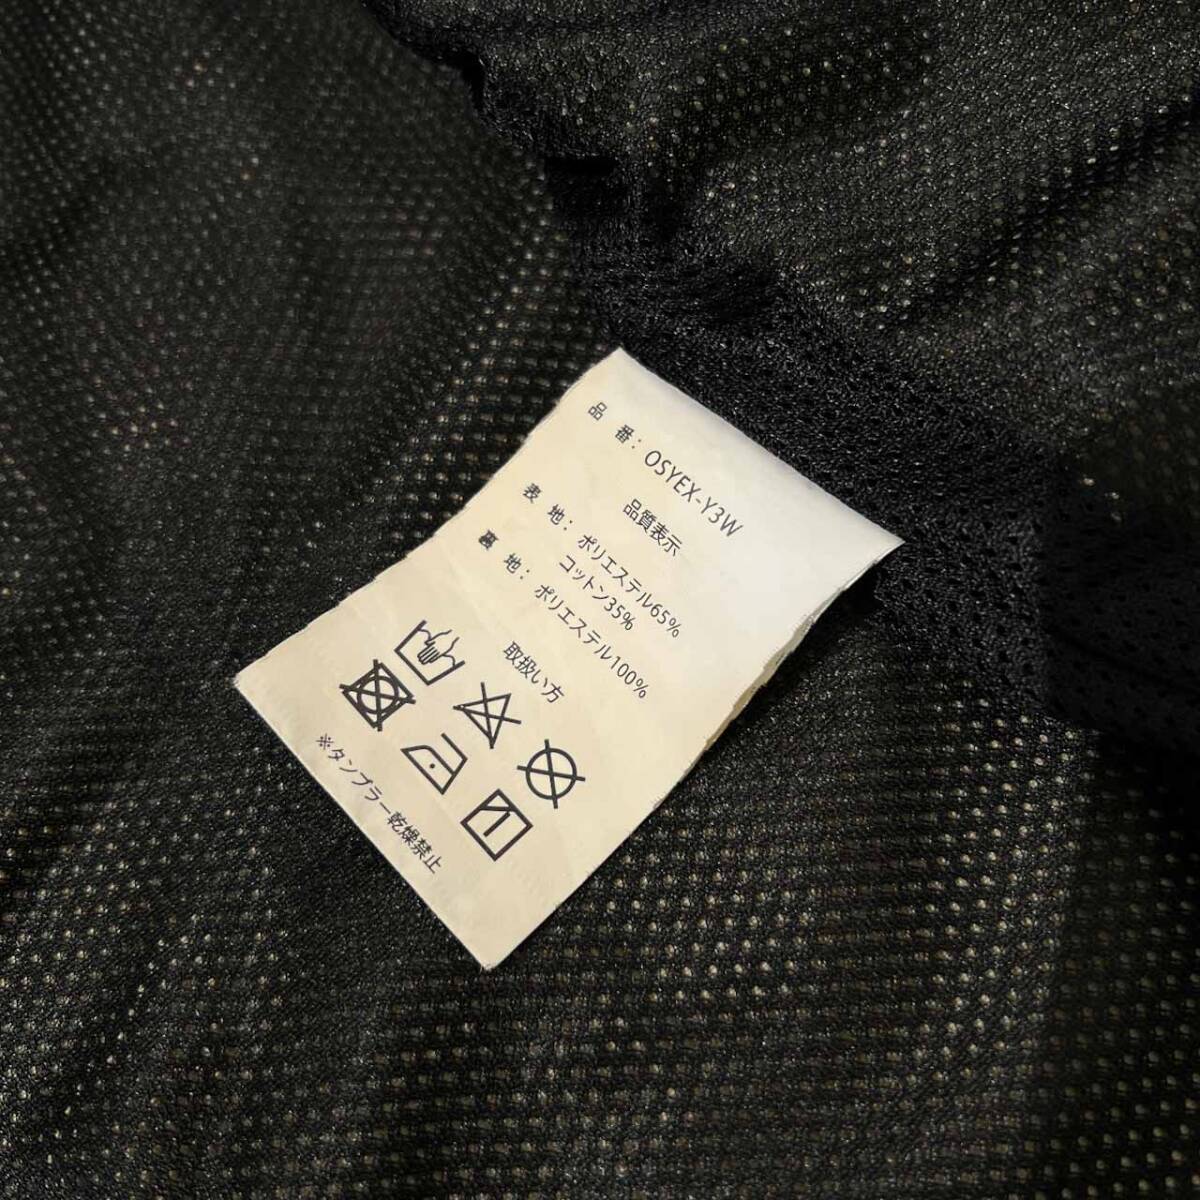 品 番： OSYEX-Y3W
品質表示
表 地： ポリエステル65%
コットン35%
裏 地： ポリエステル100%
取扱い方
※タンブラー乾燥禁止